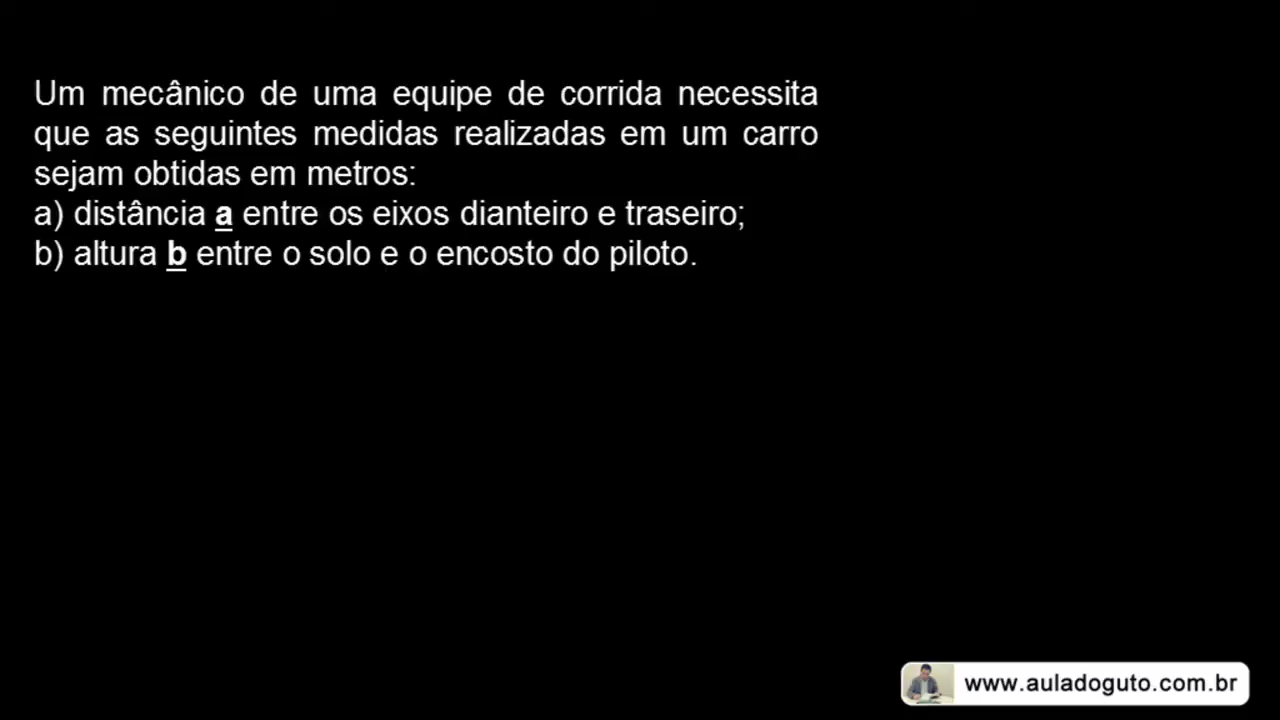 Um mecânico de uma equipe de corrida necessita
que as seguintes medidas realizadas em um carro
sejam obtidas em metros:
a) distância a entre os eixos dianteiro e traseiro;
b) altura b entre o solo e o encosto do piloto.
www.auladoguto.com.br